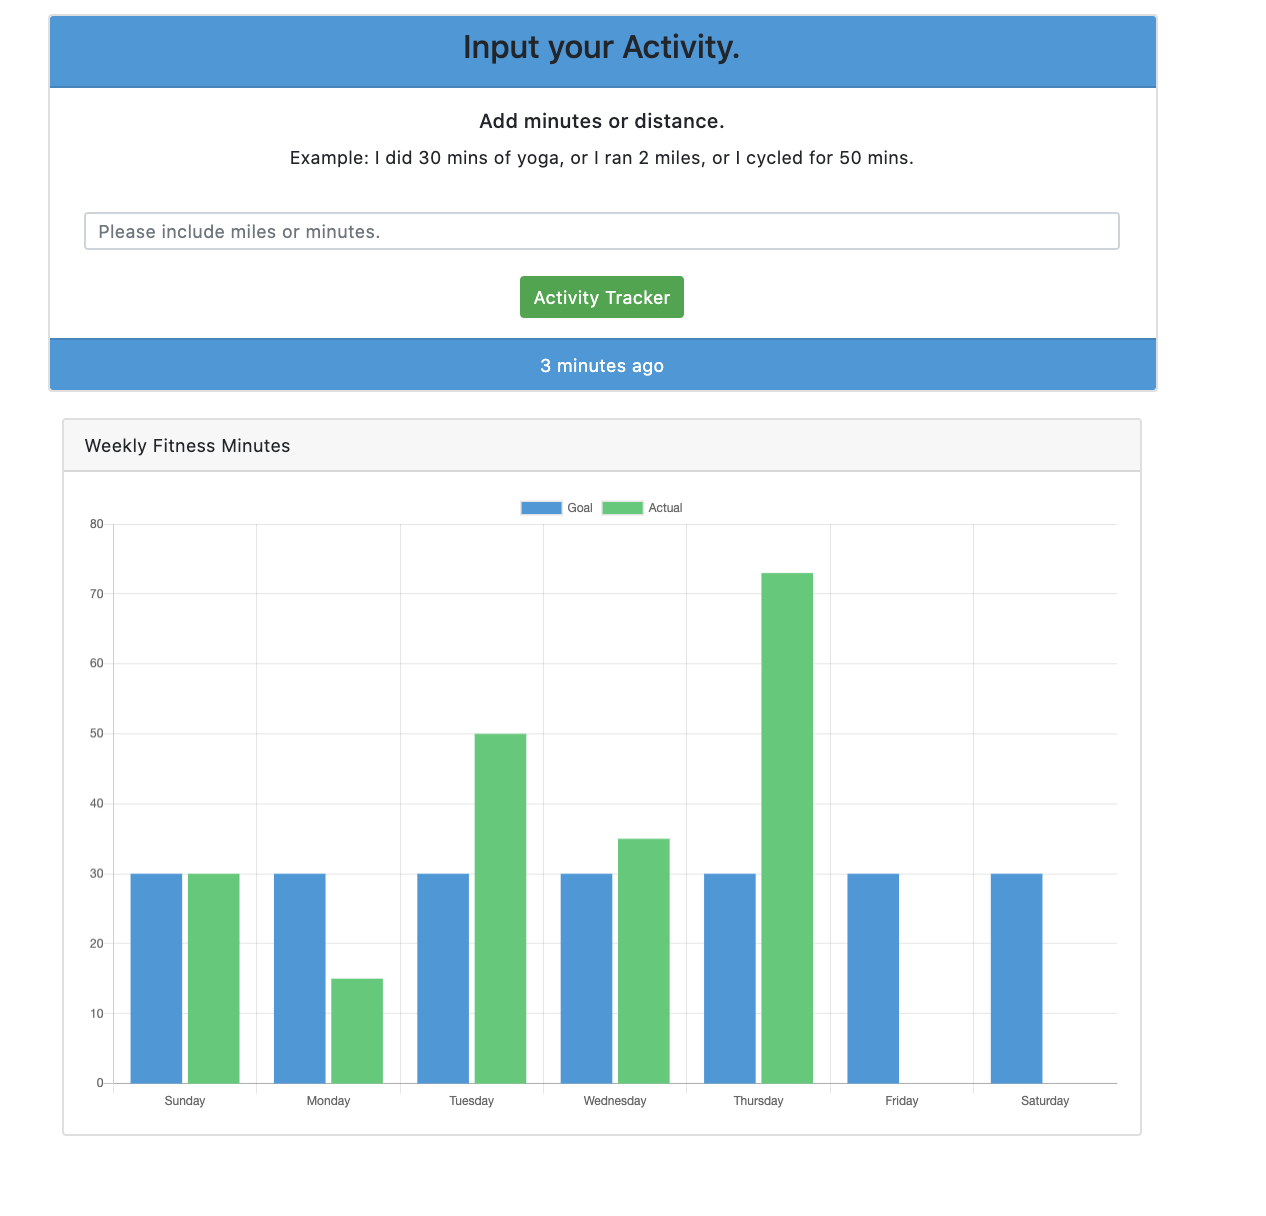 Input your Activity.
Add minutes or distance.
Example: I did 30 mins of yoga, or I ran 2 miles, or I cycled for 50 mins.
Please include miles or minutes.
Activity Tracker
3 minutes ago
Weekly Fitness Minutes
Goal Actual
80
70
60
50
40
30
20
10
0
Sunday Monday Tuesday Wednesday Thursday Friday Saturday